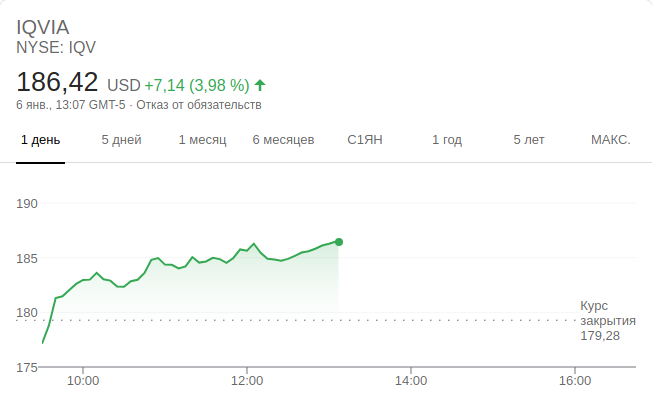 IQVIA
NYSE: IQV
186,42 USD +7,14 (3,98 %)
6 янв., 13:07 GMT-5 · Отказ от обязательств
1 день 5 дней 1 месяц 6 месяцев С1ЯН 1 год 5 лет МАКС.
190
185
180
Курс
закрытия
179,28
175
10:00 12:00 14:00 16:00